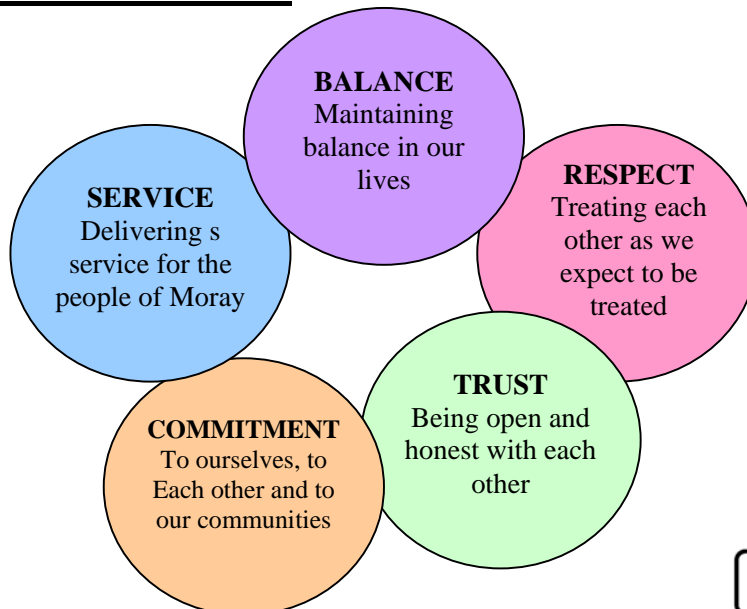 BALANCE
Maintaining
balance in our
lives
SERVICE
Delivering s
service for the
people of Moray
RESPECT
Treating each
other as we
expect to be
treated
COMMITMENT
To ourselves, to
Each other and to
our communities
TRUST
Being open and
honest with each
other